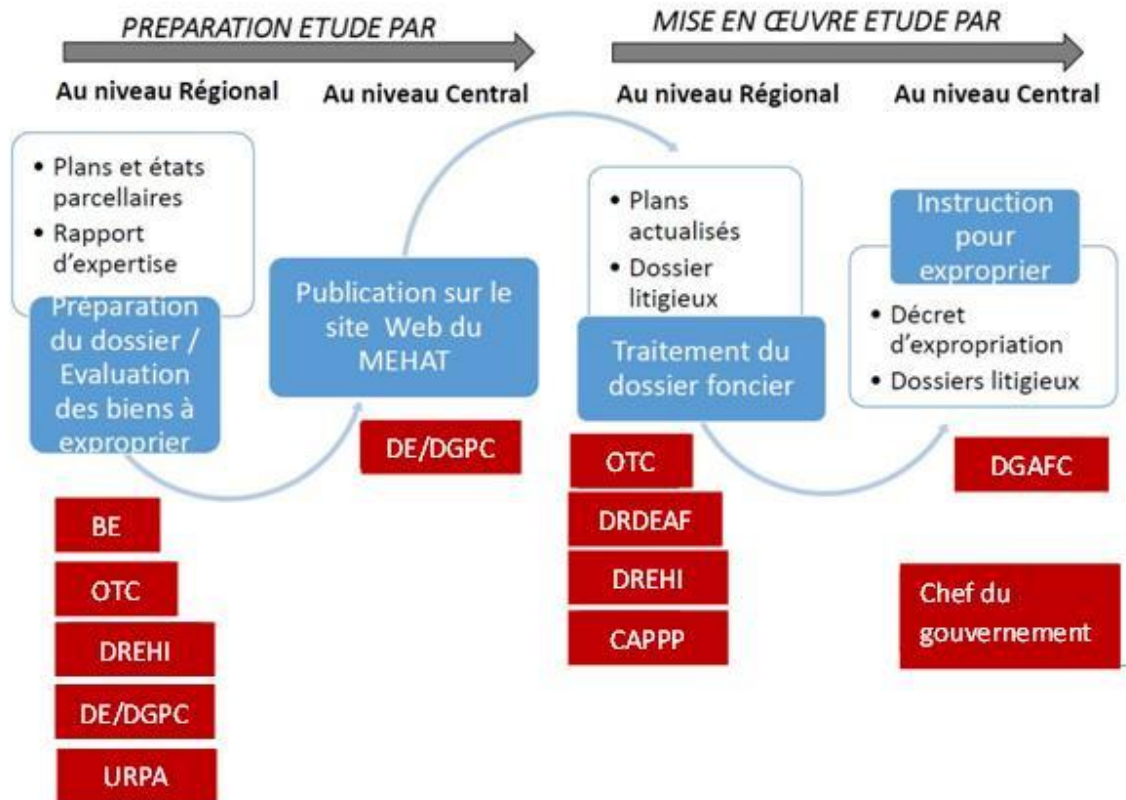 PREPARATION ETUDE PAR
MISE EN ŒUVRE ETUDE PAR
Au niveau Régional
Au niveau Central
Au niveau Régional
Au niveau Central
• Plans et états
parcellaires
• Rapport
d'expertise
Préparation
du dossier /
Evaluation
des biens à
exproprier
BE
OTC
DREHI
DE/DGPC
URPA
Publication sur le
site Web du
MEHAT
DE/DGPC
• Plans
actualisés
• Dossier
litigieux
Traitement du
dossier foncier
OTC
DRDEAF
DREHI
CAPPP
Instruction
pour
exproprier
• Décret
d'expropriation
• Dossiers litigieux
DGAFC
Chef du
gouvernement